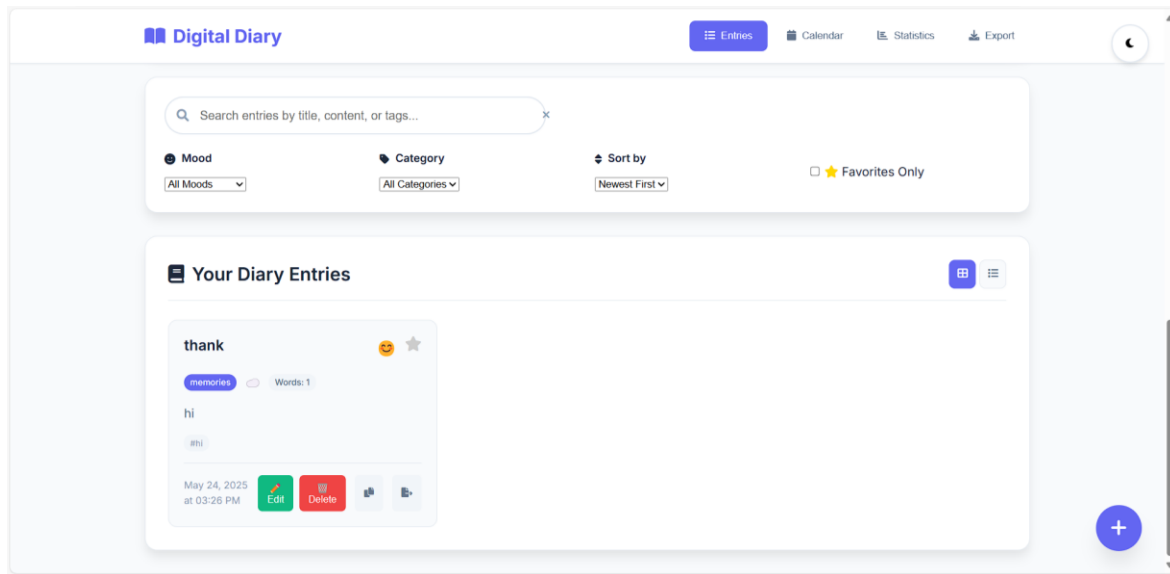 Digital Diary
Entries
Calendar
Statistics
Export
Search entries by title, content, or tags...
×
Mood
Category
Sort by
All Moods
All Categories
Newest First
Favorites Only
Your Diary Entries
thank
memories
Words: 1
hi
#hi
May 24, 2025
at 03:26 PM
Edit
Delete
+